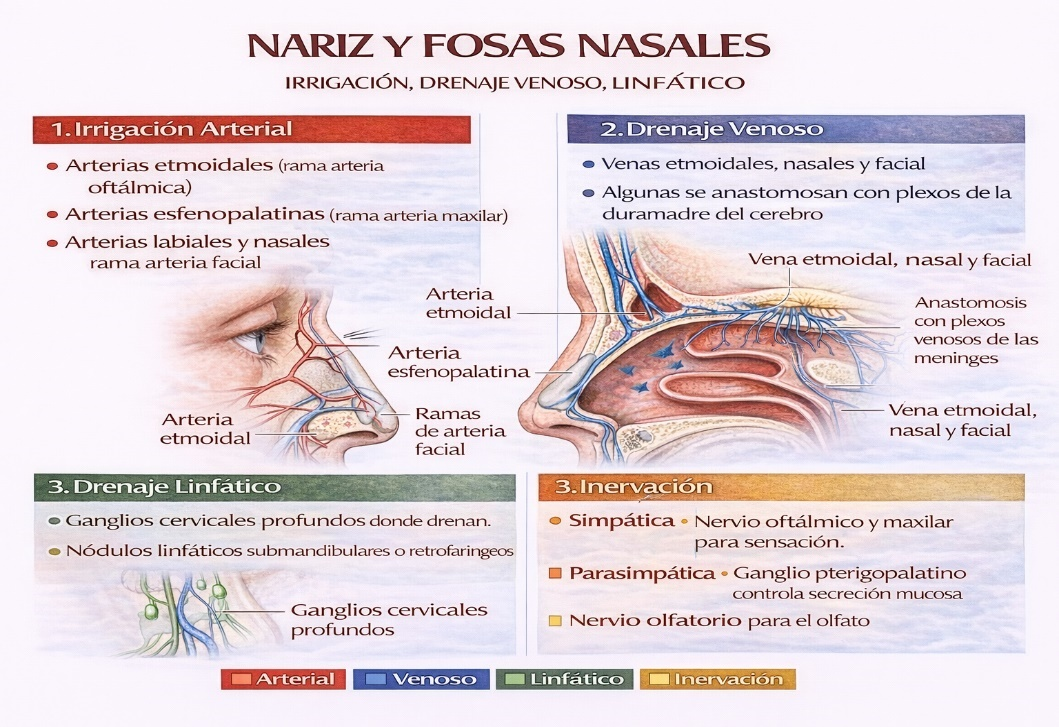 NARIZ Y FOSAS NASALES
IRRIGACIÓN, DRENAJE VENOSO, LINFÁTICO
1. Irrigación Arterial
Arterias etmoidales (rama arteria
oftálmica)
Arterias esfenopalatinas (rama arteria maxilar)
Arterias labiales y nasales
rama arteria facial
2. Drenaje Venoso
Venas etmoidales, nasales y facial
Algunas se anastomosan con plexos de la
duramadre del cerebro
Arteria
etmoidal
Arteria
esfenopalatina
Arteria
etmoidal
Ramas
de arteria
facial
Vena etmoidal, nasal y facial
Anastomosis
con plexos
venosos de las
meninges
Vena etmoidal,
nasal y facial
3. Drenaje Linfático
Ganglios cervicales profundos donde drenan.
Nódulos linfáticos submandibulares o retrofaringeos
Ganglios cervicales
profundos
3. Inervación
Simpática • Nervio oftálmico y maxilar
para sensación.
Parasimpática • Ganglio pterigopalatino
controla secreción mucosa
Nervio olfatorio para el olfato
Arterial
Venoso
Linfático
Inervación